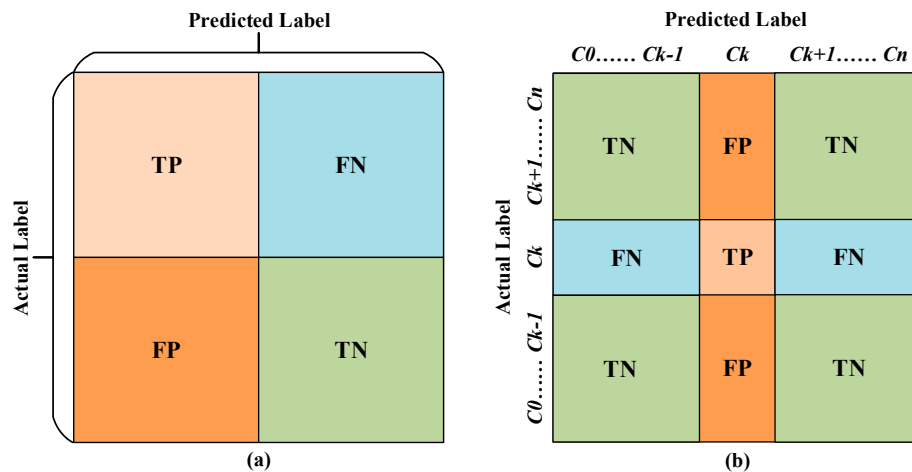 Predicted Label
Actual Label
TP
FN
FP
TN
(a)
Predicted Label
C0...... Ck-1
Ck
Ck+1...... Cn
Actual Label
Ck+1...... Cn
Ck
C0...... Ck-1
TN
FP
TN
FN
TP
FN
TN
FP
TN
(b)